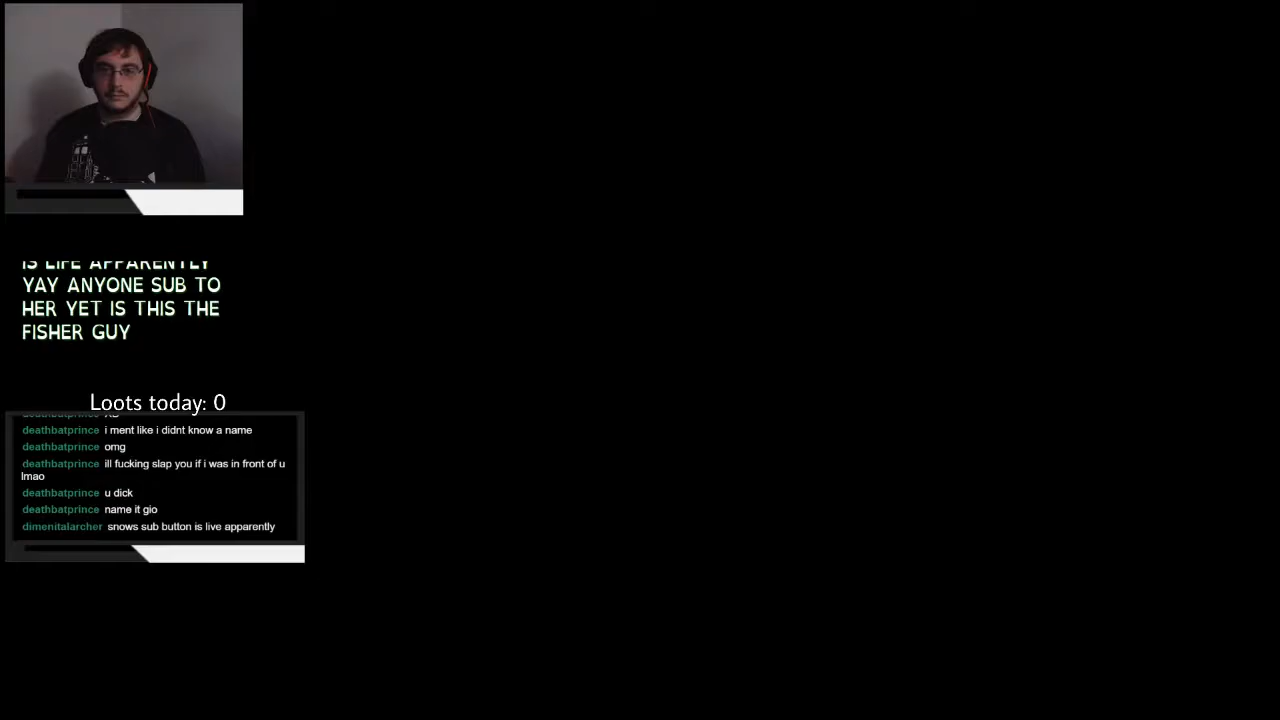 IS LIFE APPARENTLY
YAY ANYONE SUB TO
HER YET IS THIS THE
FISHER GUY
Loots today: 0
deathbatprince XD
deathbatprince i ment like i didnt know a name
deathbatprince omg
deathbatprince ill fucking slap you if i was in front of u
lmao
deathbatprince u dick
deathbatprince name it gio
dimenitalarcher snows sub button is live apparently